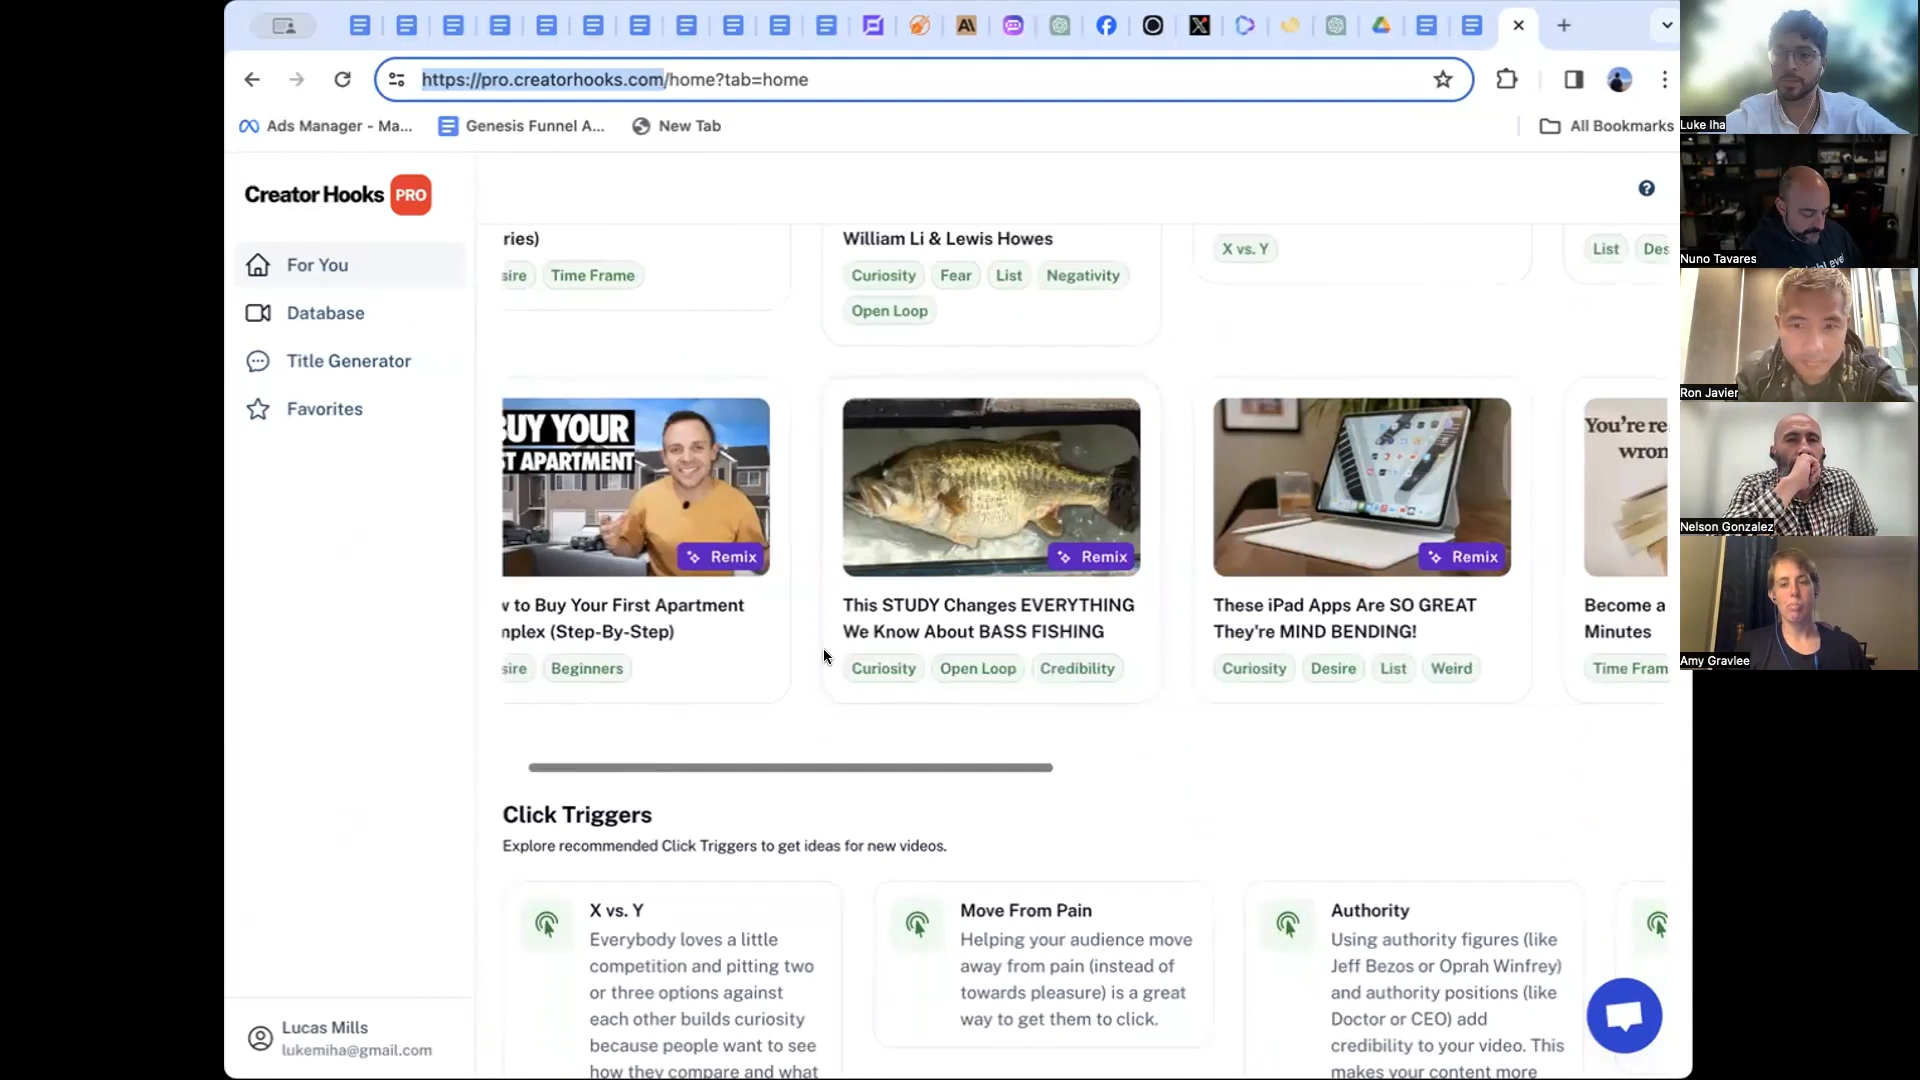 https://pro.creatorhooks.com/home?tab=home
Ads Manager - Ma...
Genesis Funnel A...
New Tab
All Bookmarks
Creator Hooks PRO
For You
Database
Title Generator
Favorites
ries)
sire
Time Frame
William Li & Lewis Howes
Curiosity
Fear
List
Negativity
Open Loop
X vs. Y
List
Des
UY YOUR
T APARTMENT
Remix
w to Buy Your First Apartment
mplex (Step-By-Step)
sire
Beginners
Remix
This STUDY Changes EVERYTHING
We Know About BASS FISHING
Curiosity
Open Loop
Credibility
Remix
These iPad Apps Are SO GREAT
They're MIND BENDING!
Curiosity
Desire
List
Weird
You're re
wron
Become a
Minutes
Time Fram
Click Triggers
Explore recommended Click Triggers to get ideas for new videos.
X vs. Y
Everybody loves a little
competition and pitting two
or three options against
each other builds curiosity
because people want to see
how they compare and what
Move From Pain
Helping your audience move
away from pain (instead of
towards pleasure) is a great
way to get them to click.
Authority
Using authority figures (like
Jeff Bezos or Oprah Winfrey)
and authority positions (like
Doctor or CEO) add
credibility to your video. This
makes your content more
Lucas Mills
lukemiha@gmail.com
Luke Iha
Nuno Tavares
Ron Javier
Nelson Gonzalez
Amy Gravlee